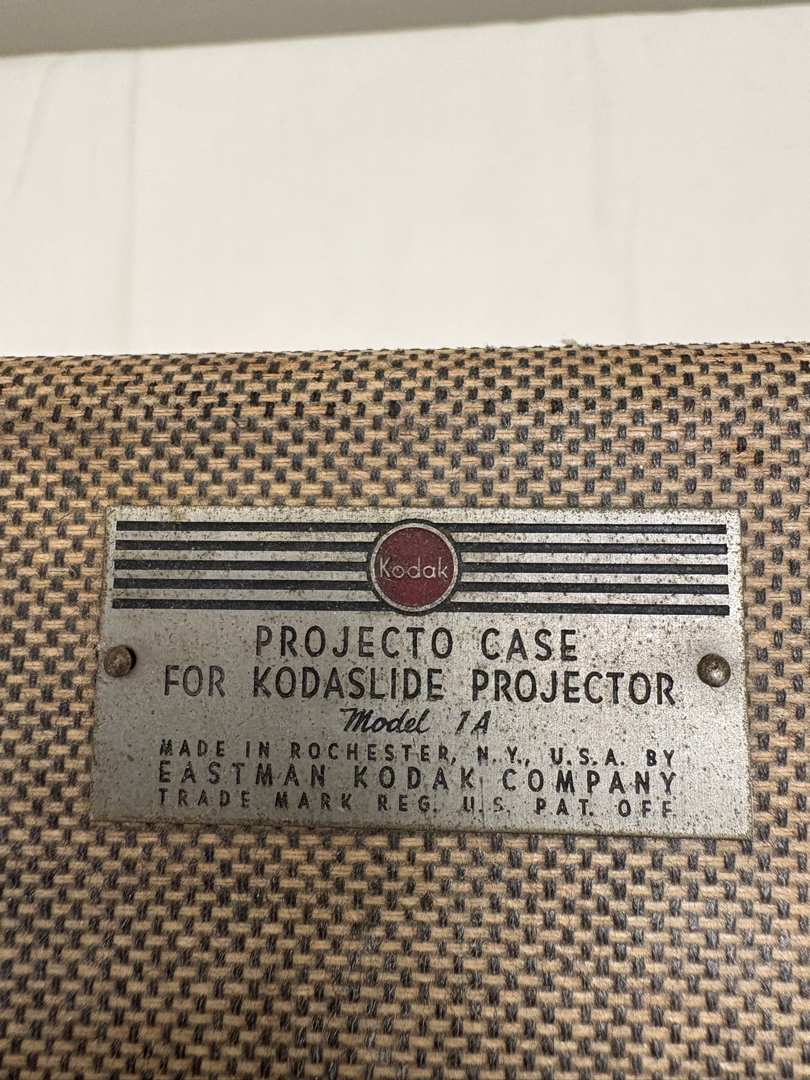 Kodak
PROJECTO CASE
FOR KODASLIDE PROJECTOR
Model 1A
MADE IN ROCHESTER, N.Y., U.S.A. BY
EASTMAN KODAK COMPANY
TRADE MARK REG. U.S. PAT. OFF.